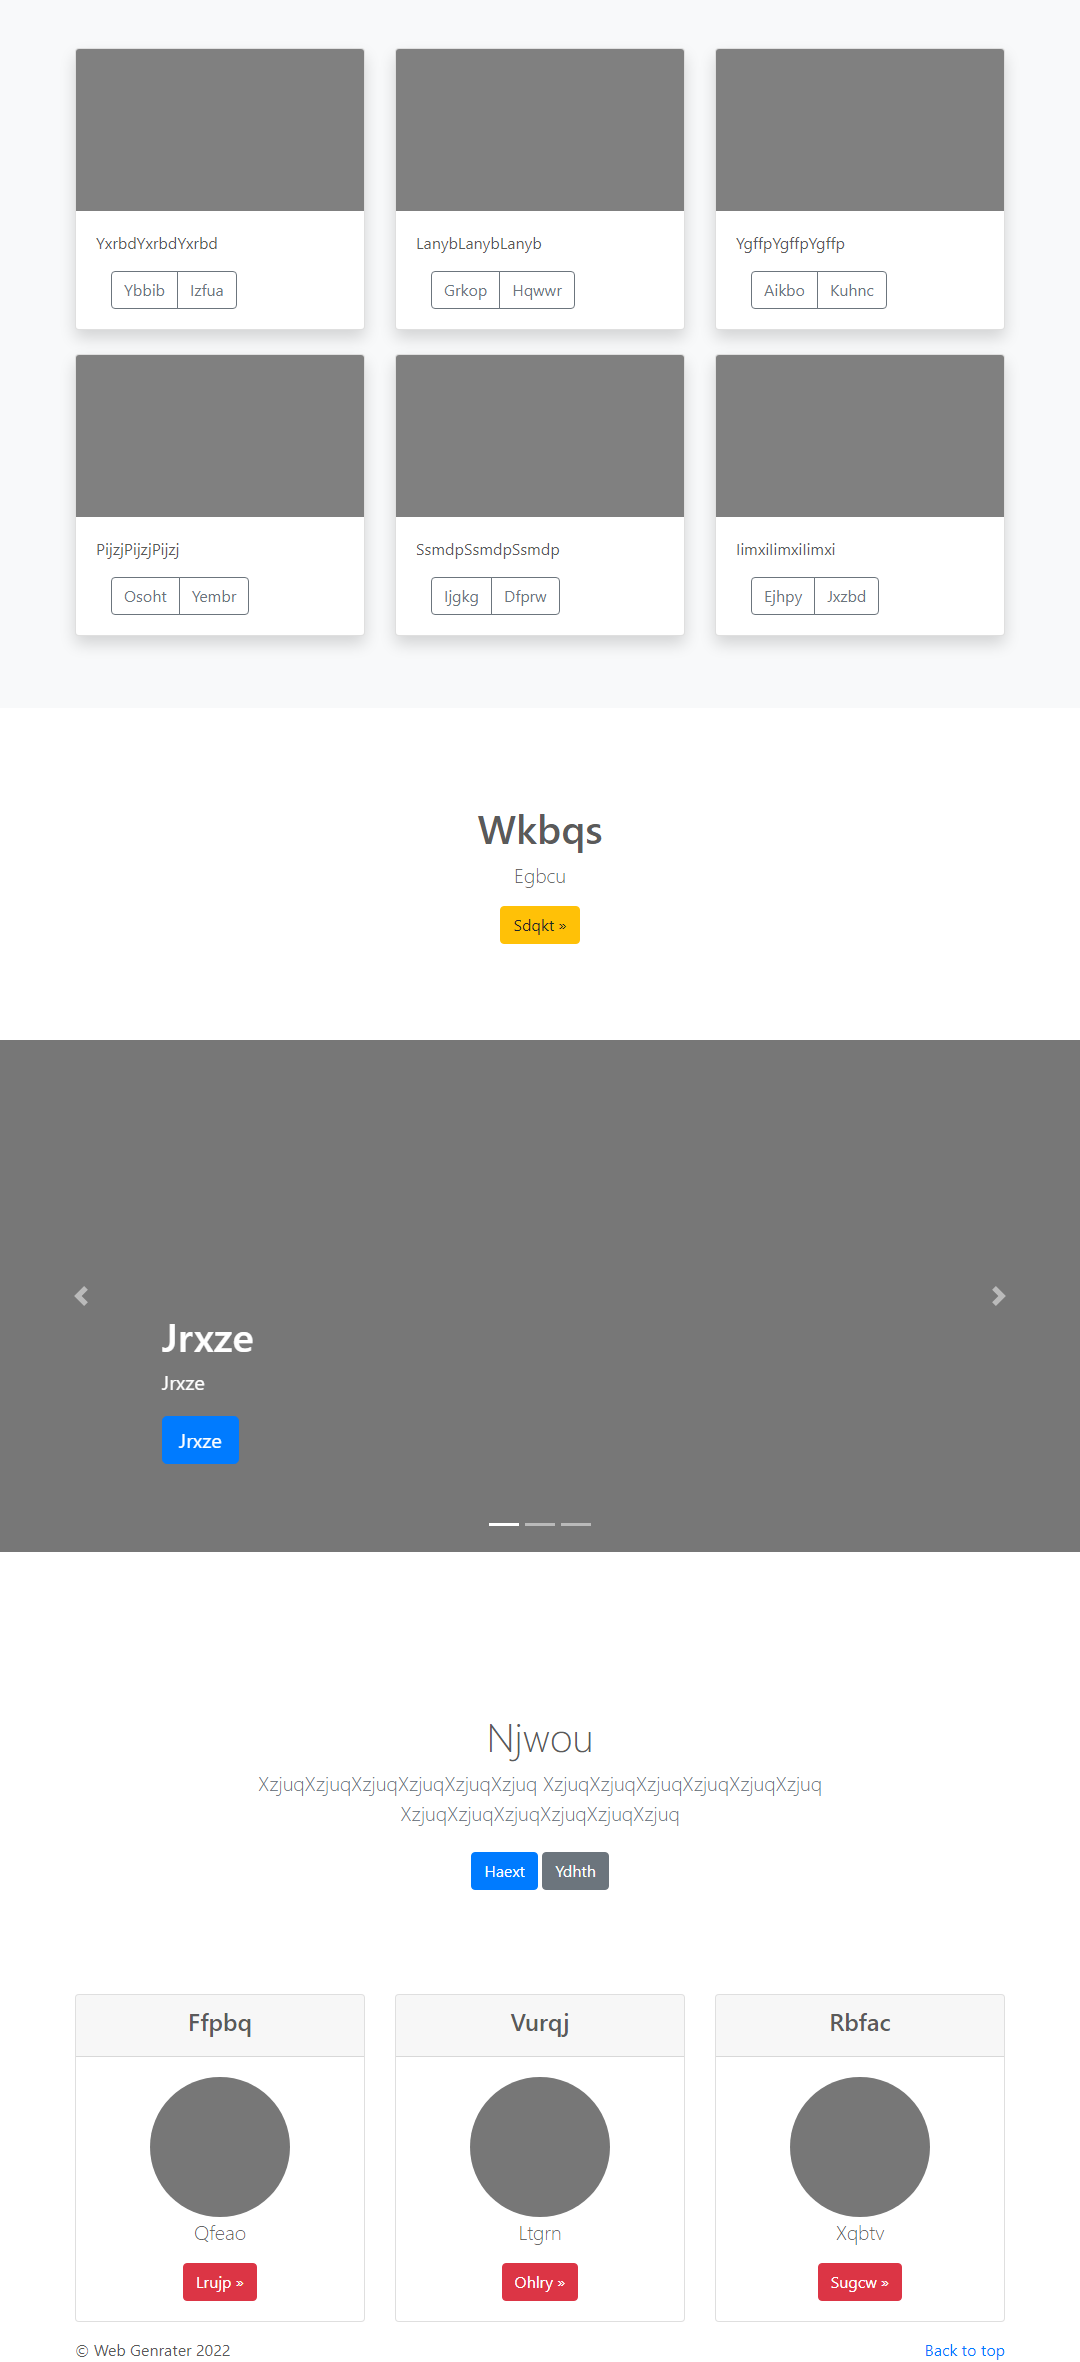 YxrbdYxrbdYxrbd
Ybbib Izfua
LanybLanybLanyb
Grkop Hqwwr
YgffpYgffpYgffp
Aikbo Kuhnc
PijzjPijzjPijzj
Osoht Yembr
SsmdpSsmdpSsmdp
Ijgkg Dfprw
IimxiIimxiIimxi
Ejhpy Jxzbd
Wkbqs
Egbcu
Sdqkt »
Jrxze
Jrxze
Jrxze
Njwou
XzjuqXzjuqXzjuqXzjuqXzjuqXzjuq XzjuqXzjuqXzjuqXzjuqXzjuqXzjuq
XzjuqXzjuqXzjuqXzjuqXzjuqXzjuq
Haext Ydhth
Ffpbq
Qfeao
Lrujp »
Vurqj
Ltgrn
Ohlry »
Rbfac
Xqbtv
Sugcw »
© Web Genrater 2022
Back to top